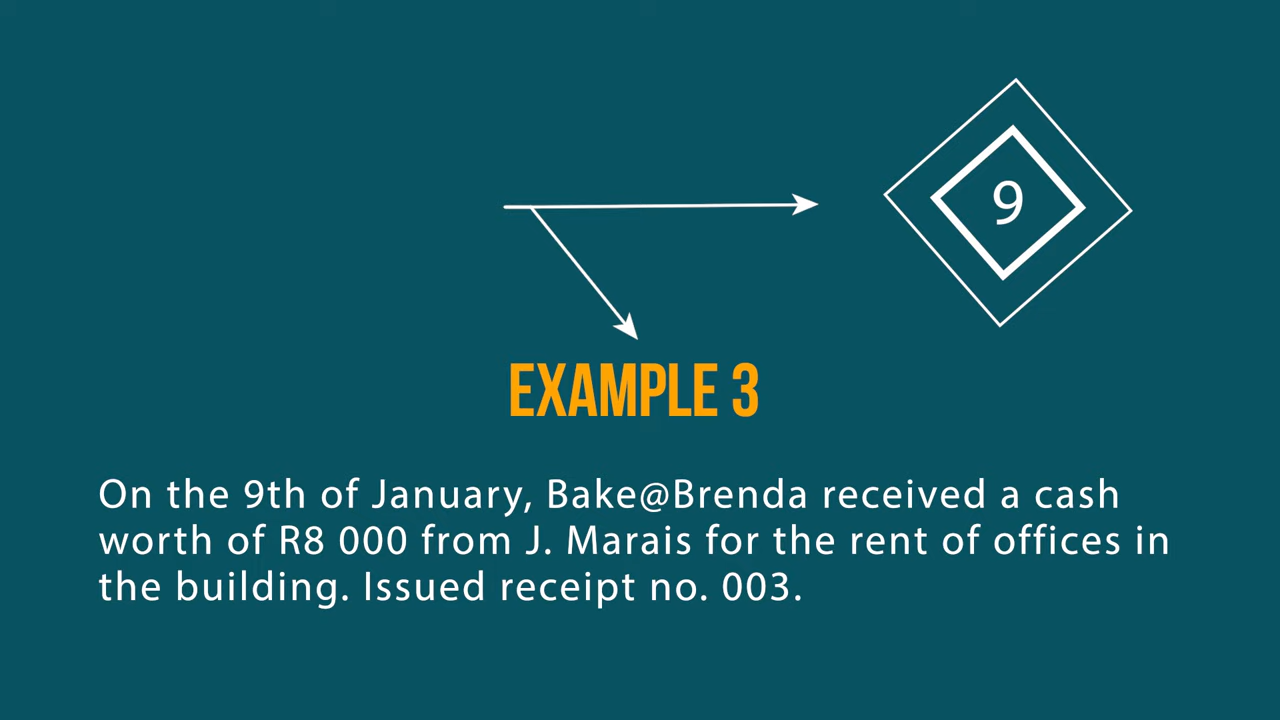 9
EXAMPLE 3
On the 9th of January, Bake@Brenda received a cash
worth of R8 000 from J. Marais for the rent of offices in
the building. Issued receipt no. 003.